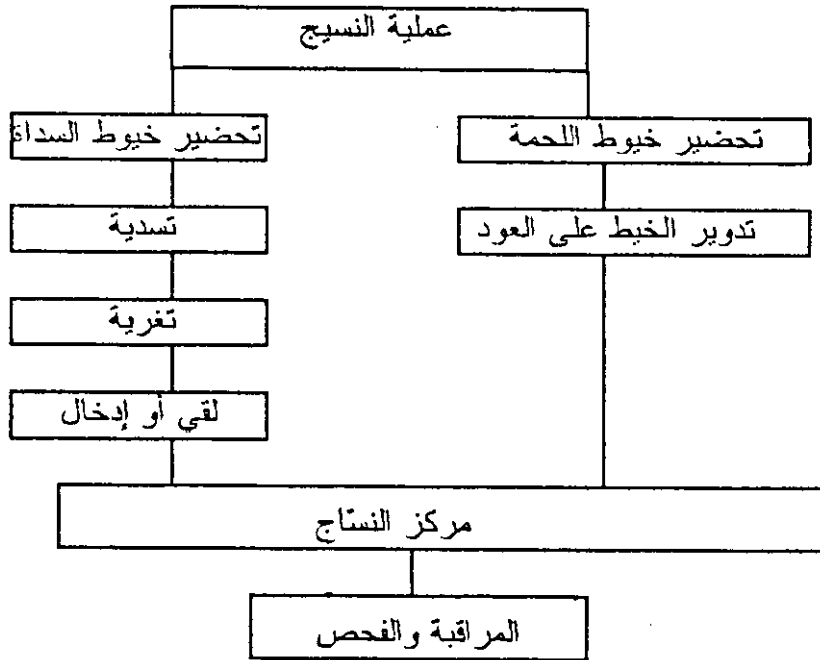 عملية النسيج
تحضير خيوط اللحمة
تحضير خيوط السداة
تدوير الخيط على العود
تسدية
تغرية
لقي أو إدخال
مركز النسّاج
المراقبة والفحص